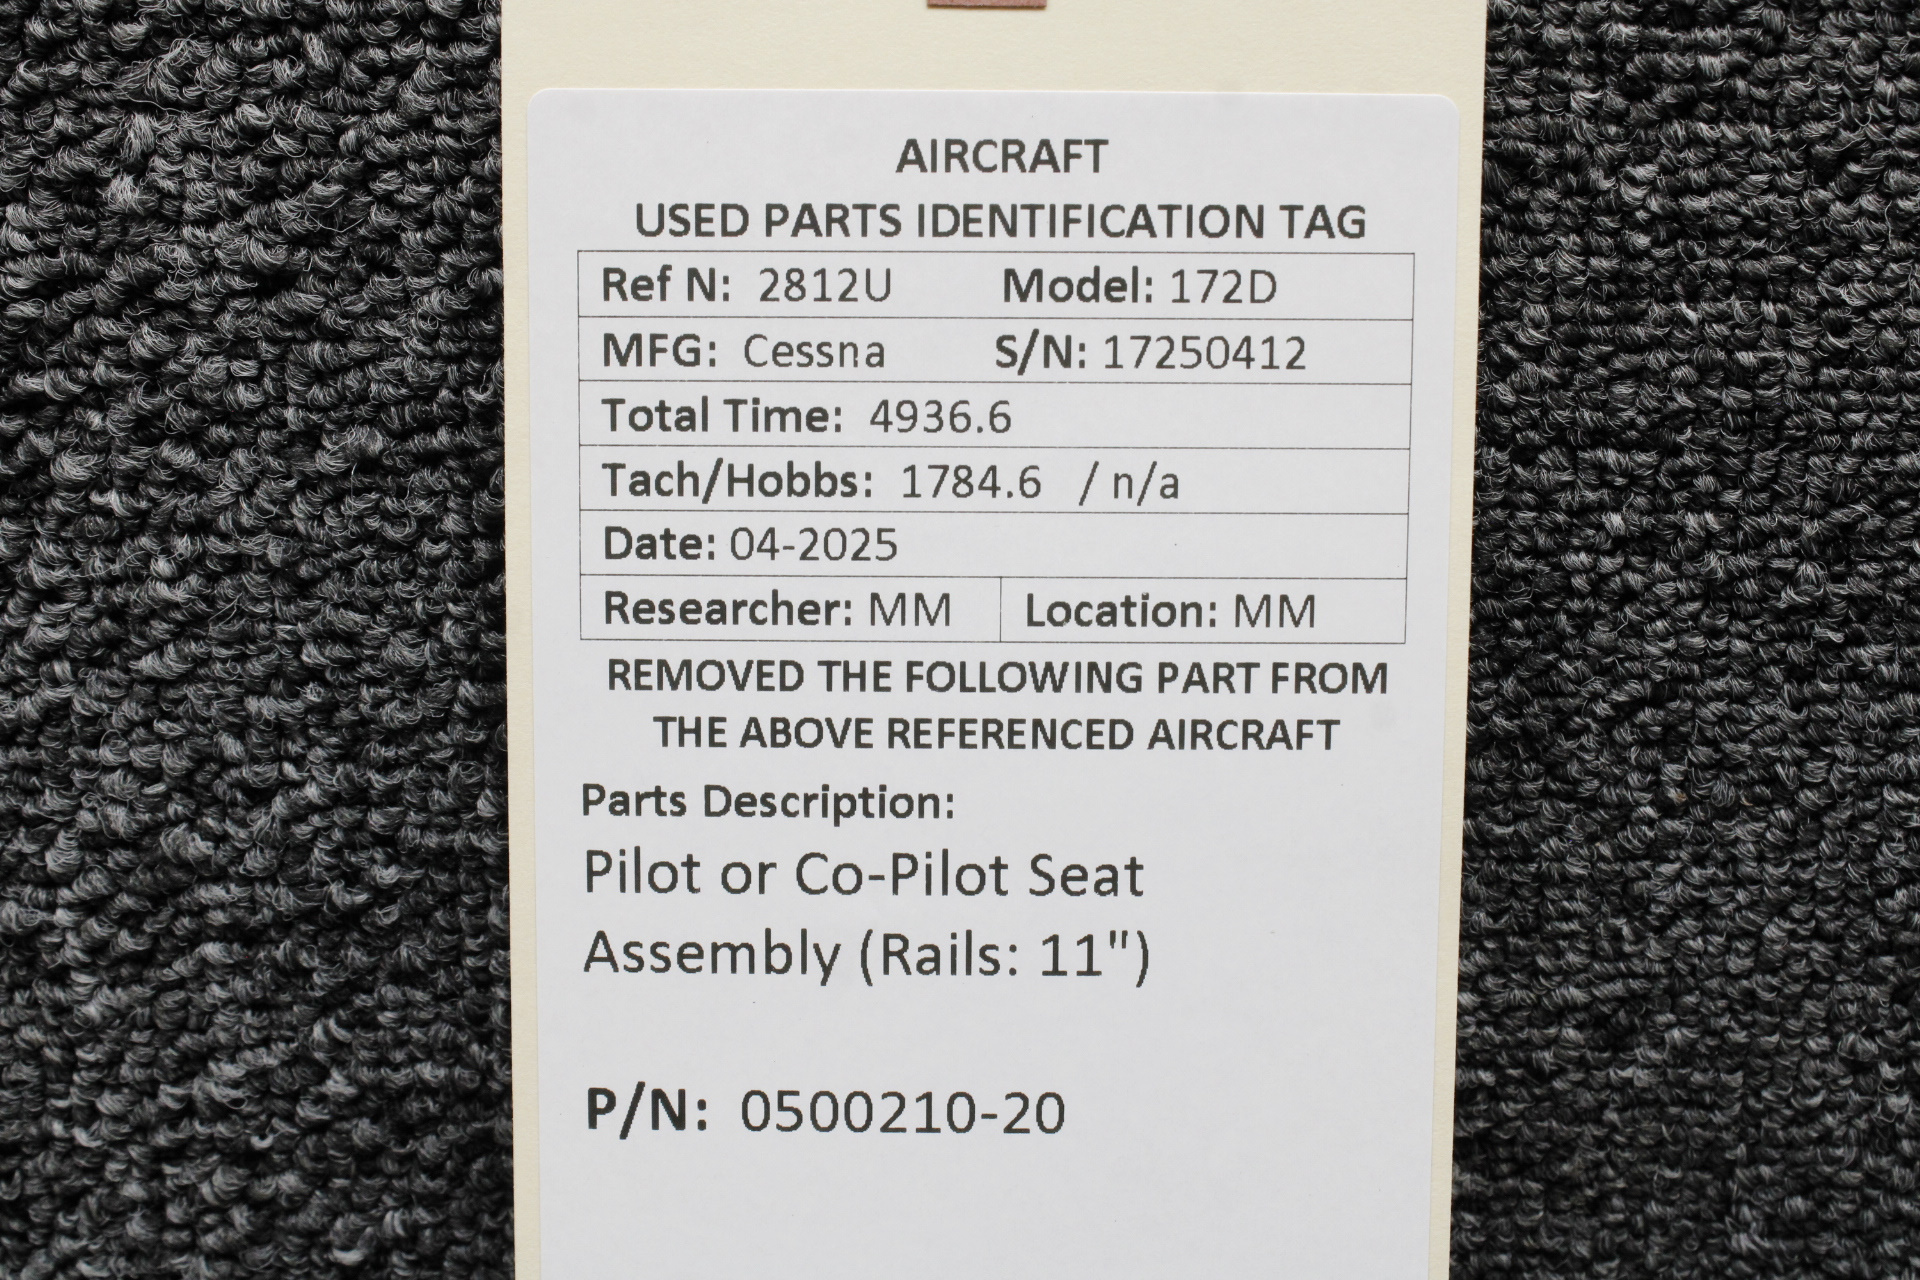 AIRCRAFT
USED PARTS IDENTIFICATION TAG
Ref N: 2812U Model: 172D
MFG: Cessna S/N: 17250412
Total Time: 4936.6
Tach/Hobbs: 1784.6 / n/a
Date: 04-2025
Researcher: MM Location: MM
REMOVED THE FOLLOWING PART FROM
THE ABOVE REFERENCED AIRCRAFT
Parts Description:
Pilot or Co-Pilot Seat
Assembly (Rails: 11")
P/N: 0500210-20